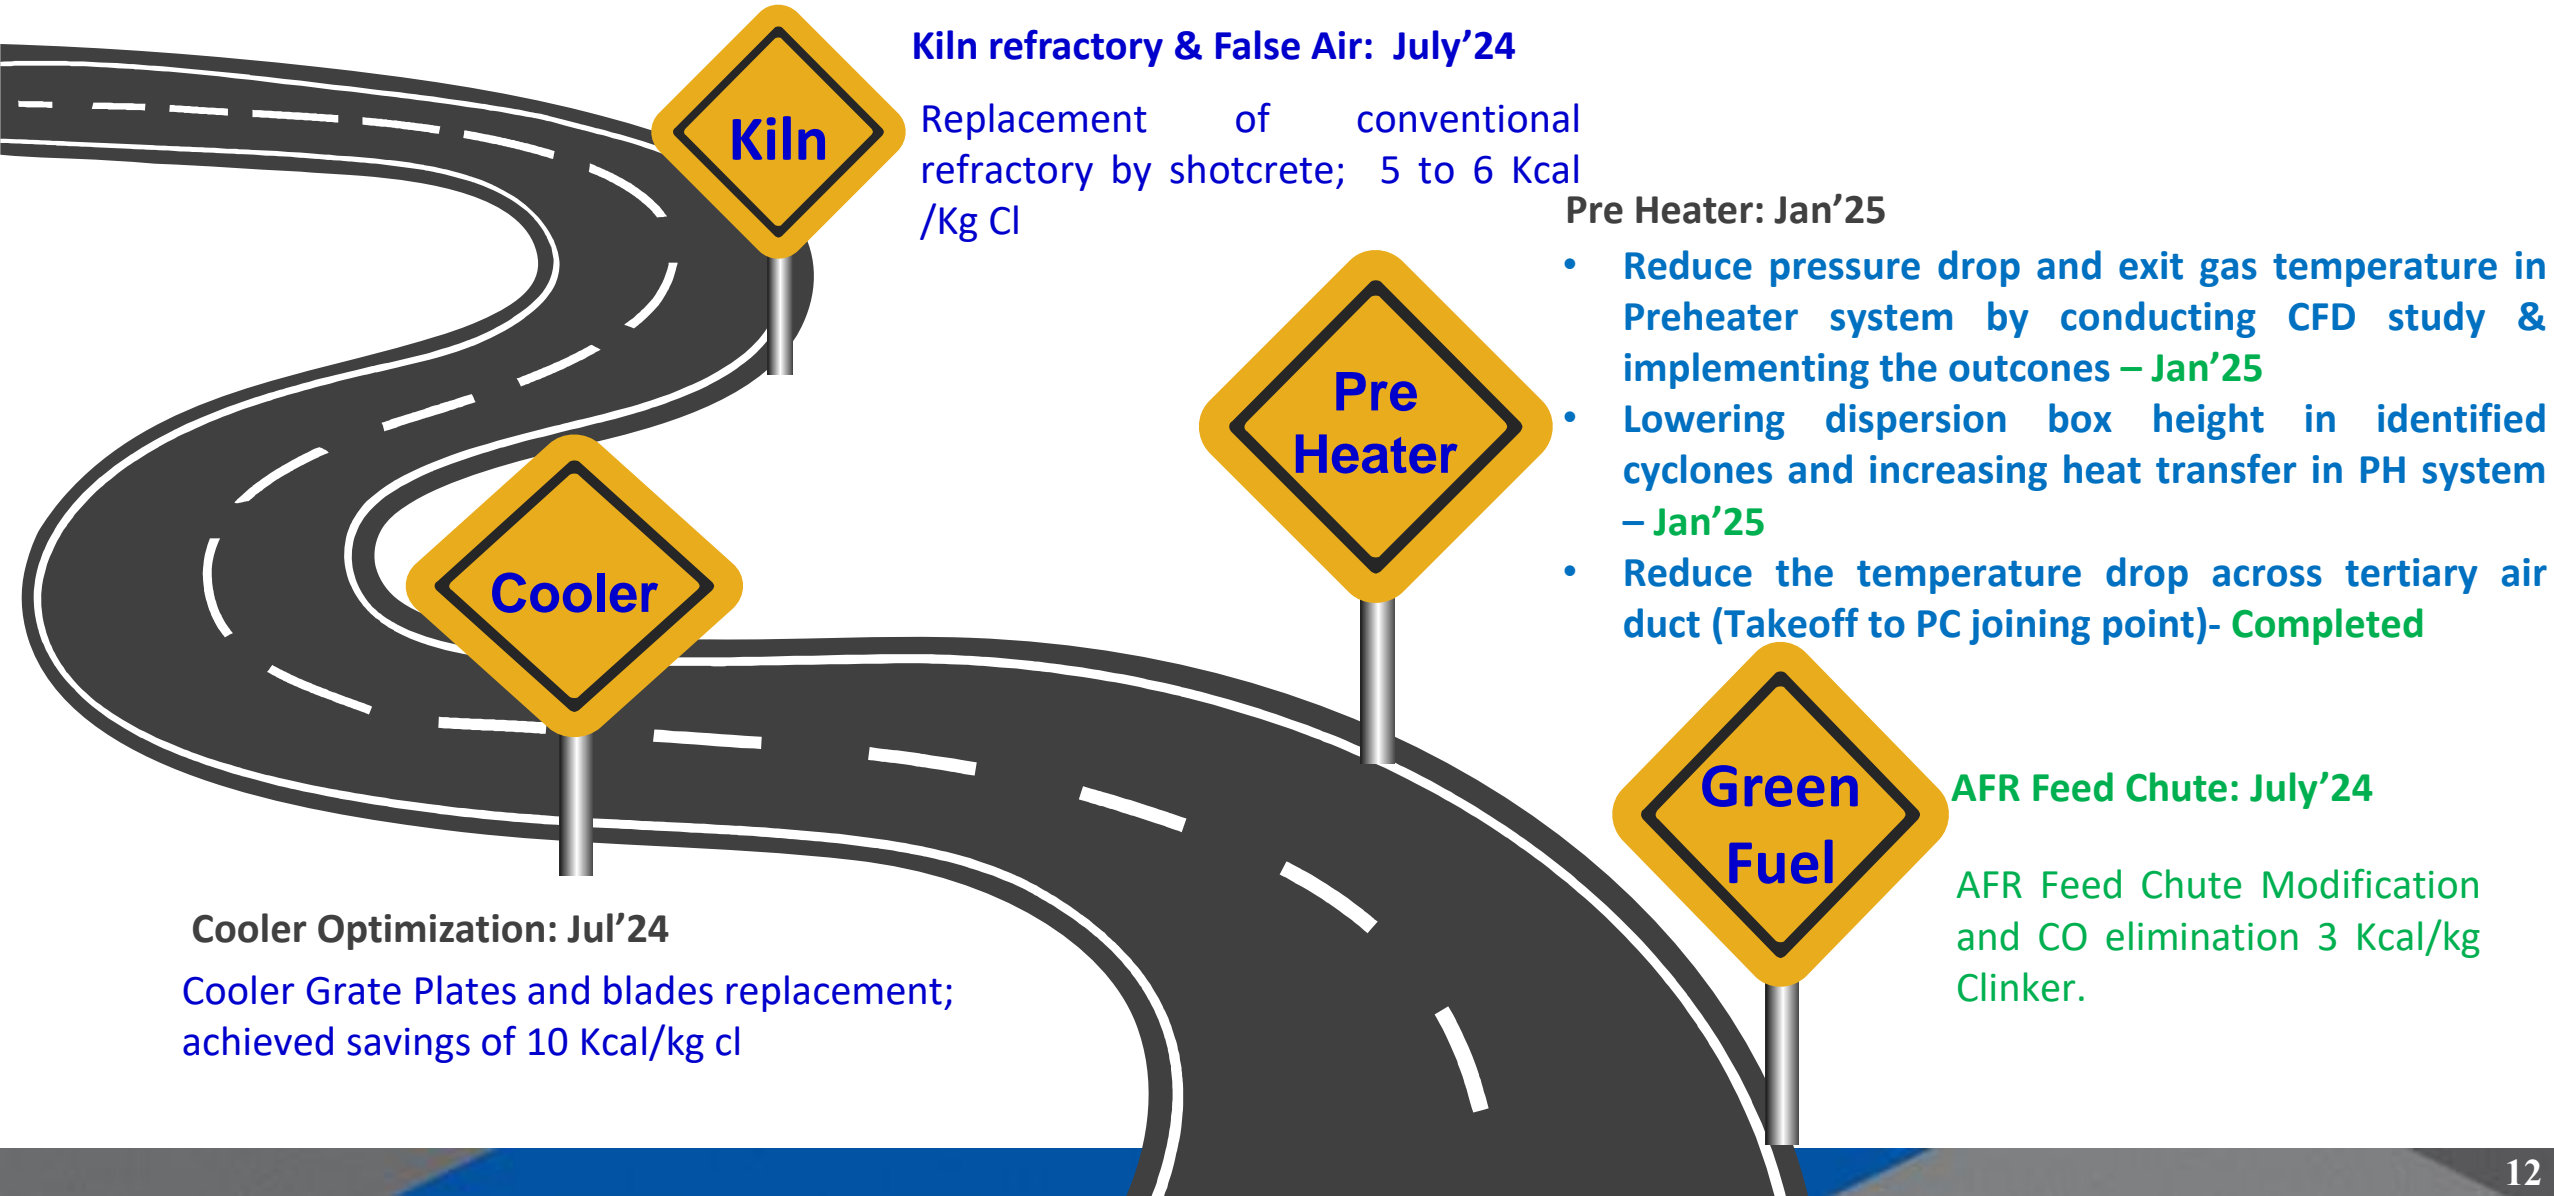 Kiln
Kiln refractory & False Air: July’24
Replacement of conventional
refractory by shotcrete; 5 to 6 Kcal
/Kg Cl
Pre
Heater
Pre Heater: Jan’25
• Reduce pressure drop and exit gas temperature in
Preheater system by conducting CFD study &
implementing the outcones – Jan’25
• Lowering dispersion box height in identified
cyclones and increasing heat transfer in PH system
– Jan’25
• Reduce the temperature drop across tertiary air
duct (Takeoff to PC joining point)- Completed
Cooler
Cooler Optimization: Jul’24
Cooler Grate Plates and blades replacement;
achieved savings of 10 Kcal/kg cl
Green
Fuel
AFR Feed Chute: July’24
AFR Feed Chute Modification
and CO elimination 3 Kcal/kg
Clinker.
12